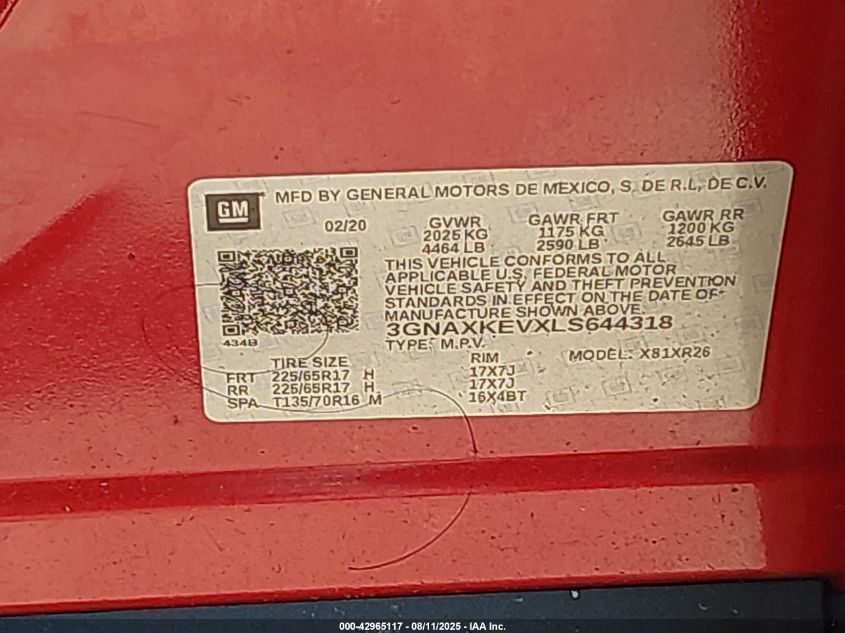 GM MFD BY GENERAL MOTORS DE MEXICO, S. DE R.L, DE C.V.
02/20 GVWR GAWR FRT GAWR RR
2025 KG 1175 KG 1200 KG
4464 LB 2590 LB 2645 LB
THIS VEHICLE CONFORMS TO ALL
APPLICABLE U.S. FEDERAL MOTOR
VEHICLE SAFETY AND THEFT PREVENTION
STANDARDS IN EFFECT ON THE DATE OF
MANUFACTURE SHOWN ABOVE.
3GNAXKEVXLS644318
434B
TYPE: M.P.V. MODEL: X81XR26
TIRE SIZE RIM
FRT 225/65R17 H 17X7J
RR 225/65R17 H 17X7J
SPA T135/70R16 M 16X4BT
000-42965117 - 08/11/2025 - IAA Inc.